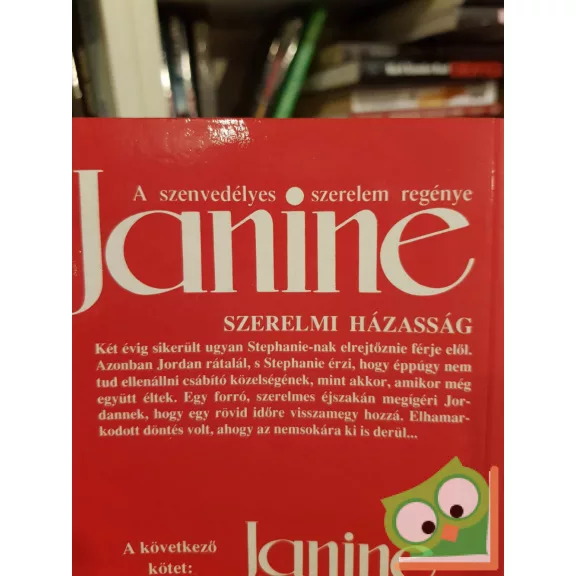 A szenvedélyes szerelem regénye
Janine
SZERELMI HÁZASSÁG
Két évig sikerült ugyan Stephanie-nak elrejtőznie férje elől.
Azonban Jordan rátalál, s Stephanie érzi, hogy éppúgy nem
tud ellenállni csábító közelségének, mint akkor, amikor még
együtt éltek. Egy forró, szerelmes éjszakán megígéri Jor-
dannek, hogy egy rövid időre visszamegy hozzá. Elhamar-
kodott döntés volt, ahogy az nemsokára ki is derül...
A következő
kötet:
Janine